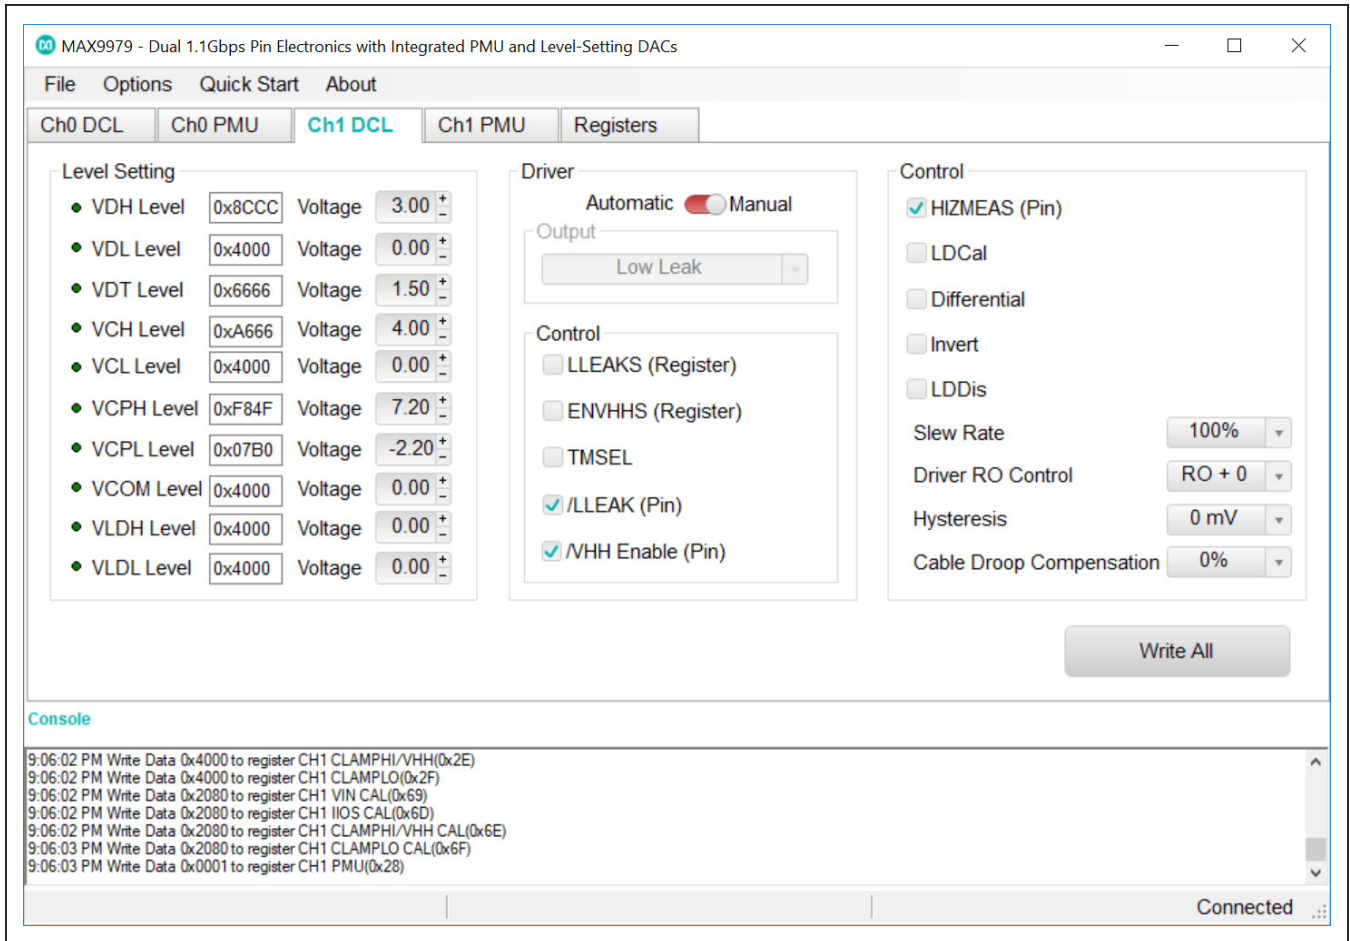 MAX9979 - Dual 1.1Gbps Pin Electronics with Integrated PMU and Level-Setting DACs
File Options Quick Start About
Ch0 DCL Ch0 PMU Ch1 DCL Ch1 PMU Registers
Level Setting
VDH Level 0x8CCC Voltage 3.00
VDL Level 0x4000 Voltage 0.00
VDT Level 0x6666 Voltage 1.50
VCH Level 0xA666 Voltage 4.00
VCL Level 0x4000 Voltage 0.00
VCPH Level 0xF84F Voltage 7.20
VCPL Level 0x07B0 Voltage -2.20
VCOM Level 0x4000 Voltage 0.00
VLDH Level 0x4000 Voltage 0.00
VLDL Level 0x4000 Voltage 0.00
Driver
Automatic Manual
Output
Low Leak
Control
LLEAKS (Register)
ENVHHS (Register)
TMSEL
/LLEAK (Pin)
/VHH Enable (Pin)
Control
HIZMEAS (Pin)
LDCal
Differential
Invert
LDDis
Slew Rate 100%
Driver RO Control RO + 0
Hysteresis 0 mV
Cable Droop Compensation 0%
Write All
Console
9:06:02 PM Write Data 0x4000 to register CH1 CLAMPHI/VHH(0x2E)
9:06:02 PM Write Data 0x4000 to register CH1 CLAMPLO(0x2F)
9:06:02 PM Write Data 0x2080 to register CH1 VIN CAL(0x69)
9:06:02 PM Write Data 0x2080 to register CH1 IIOS CAL(0x6D)
9:06:02 PM Write Data 0x2080 to register CH1 CLAMPHI/VHH CAL(0x6E)
9:06:03 PM Write Data 0x2080 to register CH1 CLAMPLO CAL(0x6F)
9:06:03 PM Write Data 0x0001 to register CH1 PMU(0x28)
Connected